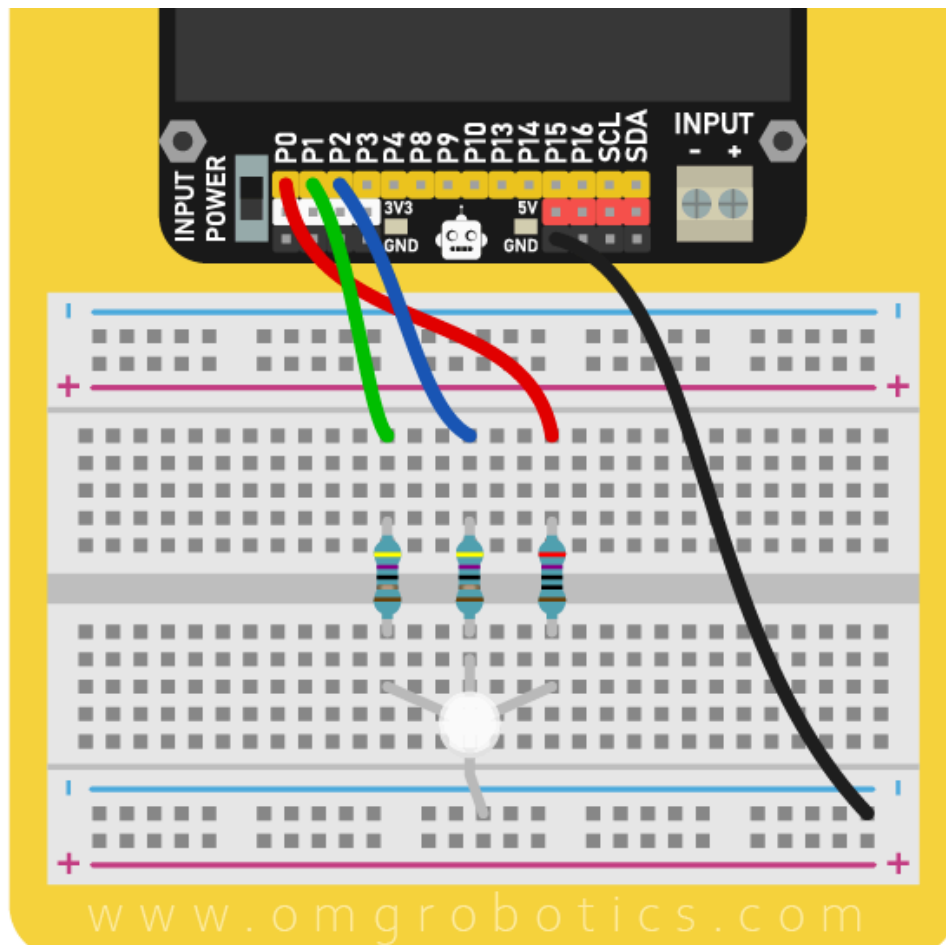 INPUT
POWER
P0 P1 P2 P3 P4 P8 P9 P10 P13 P14 P15 P16 SCL SDA
INPUT
- +
3V3 5V
GND GND
- -
+ +
- -
+ +
www.omgrobotics.com